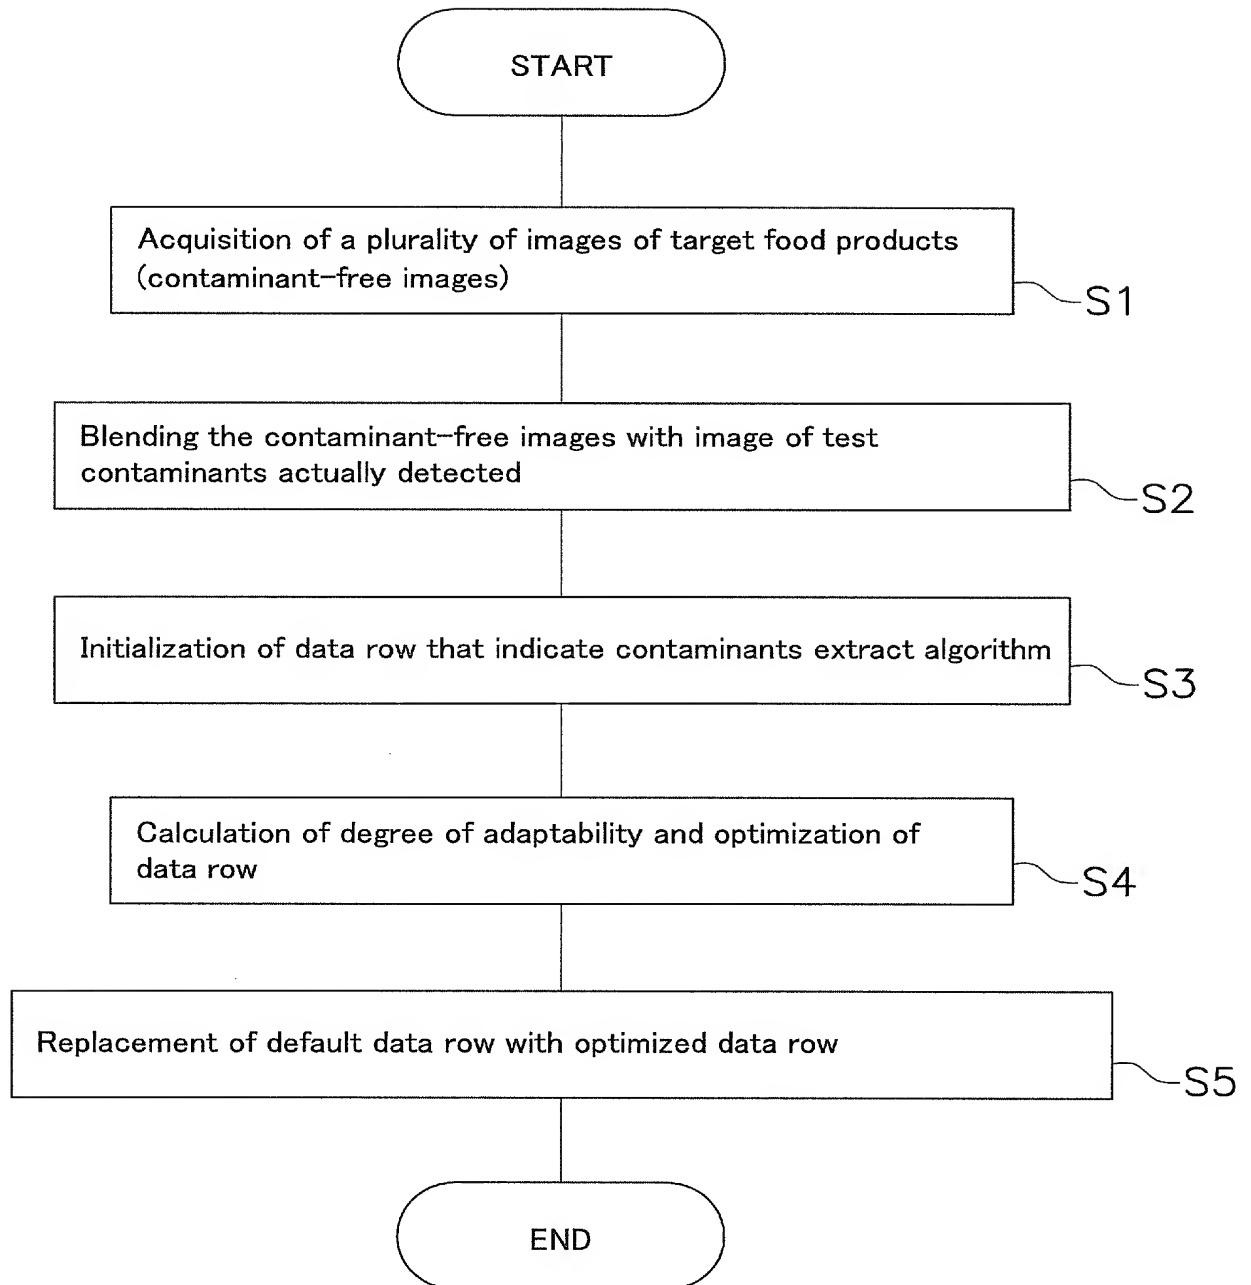 START
Acquisition of a plurality of images of target food products
(contaminant-free images)
S1
Blending the contaminant-free images with image of test
contaminants actually detected
S2
Initialization of data row that indicate contaminants extract algorithm
S3
Calculation of degree of adaptability and optimization of
data row
S4
Replacement of default data row with optimized data row
S5
END